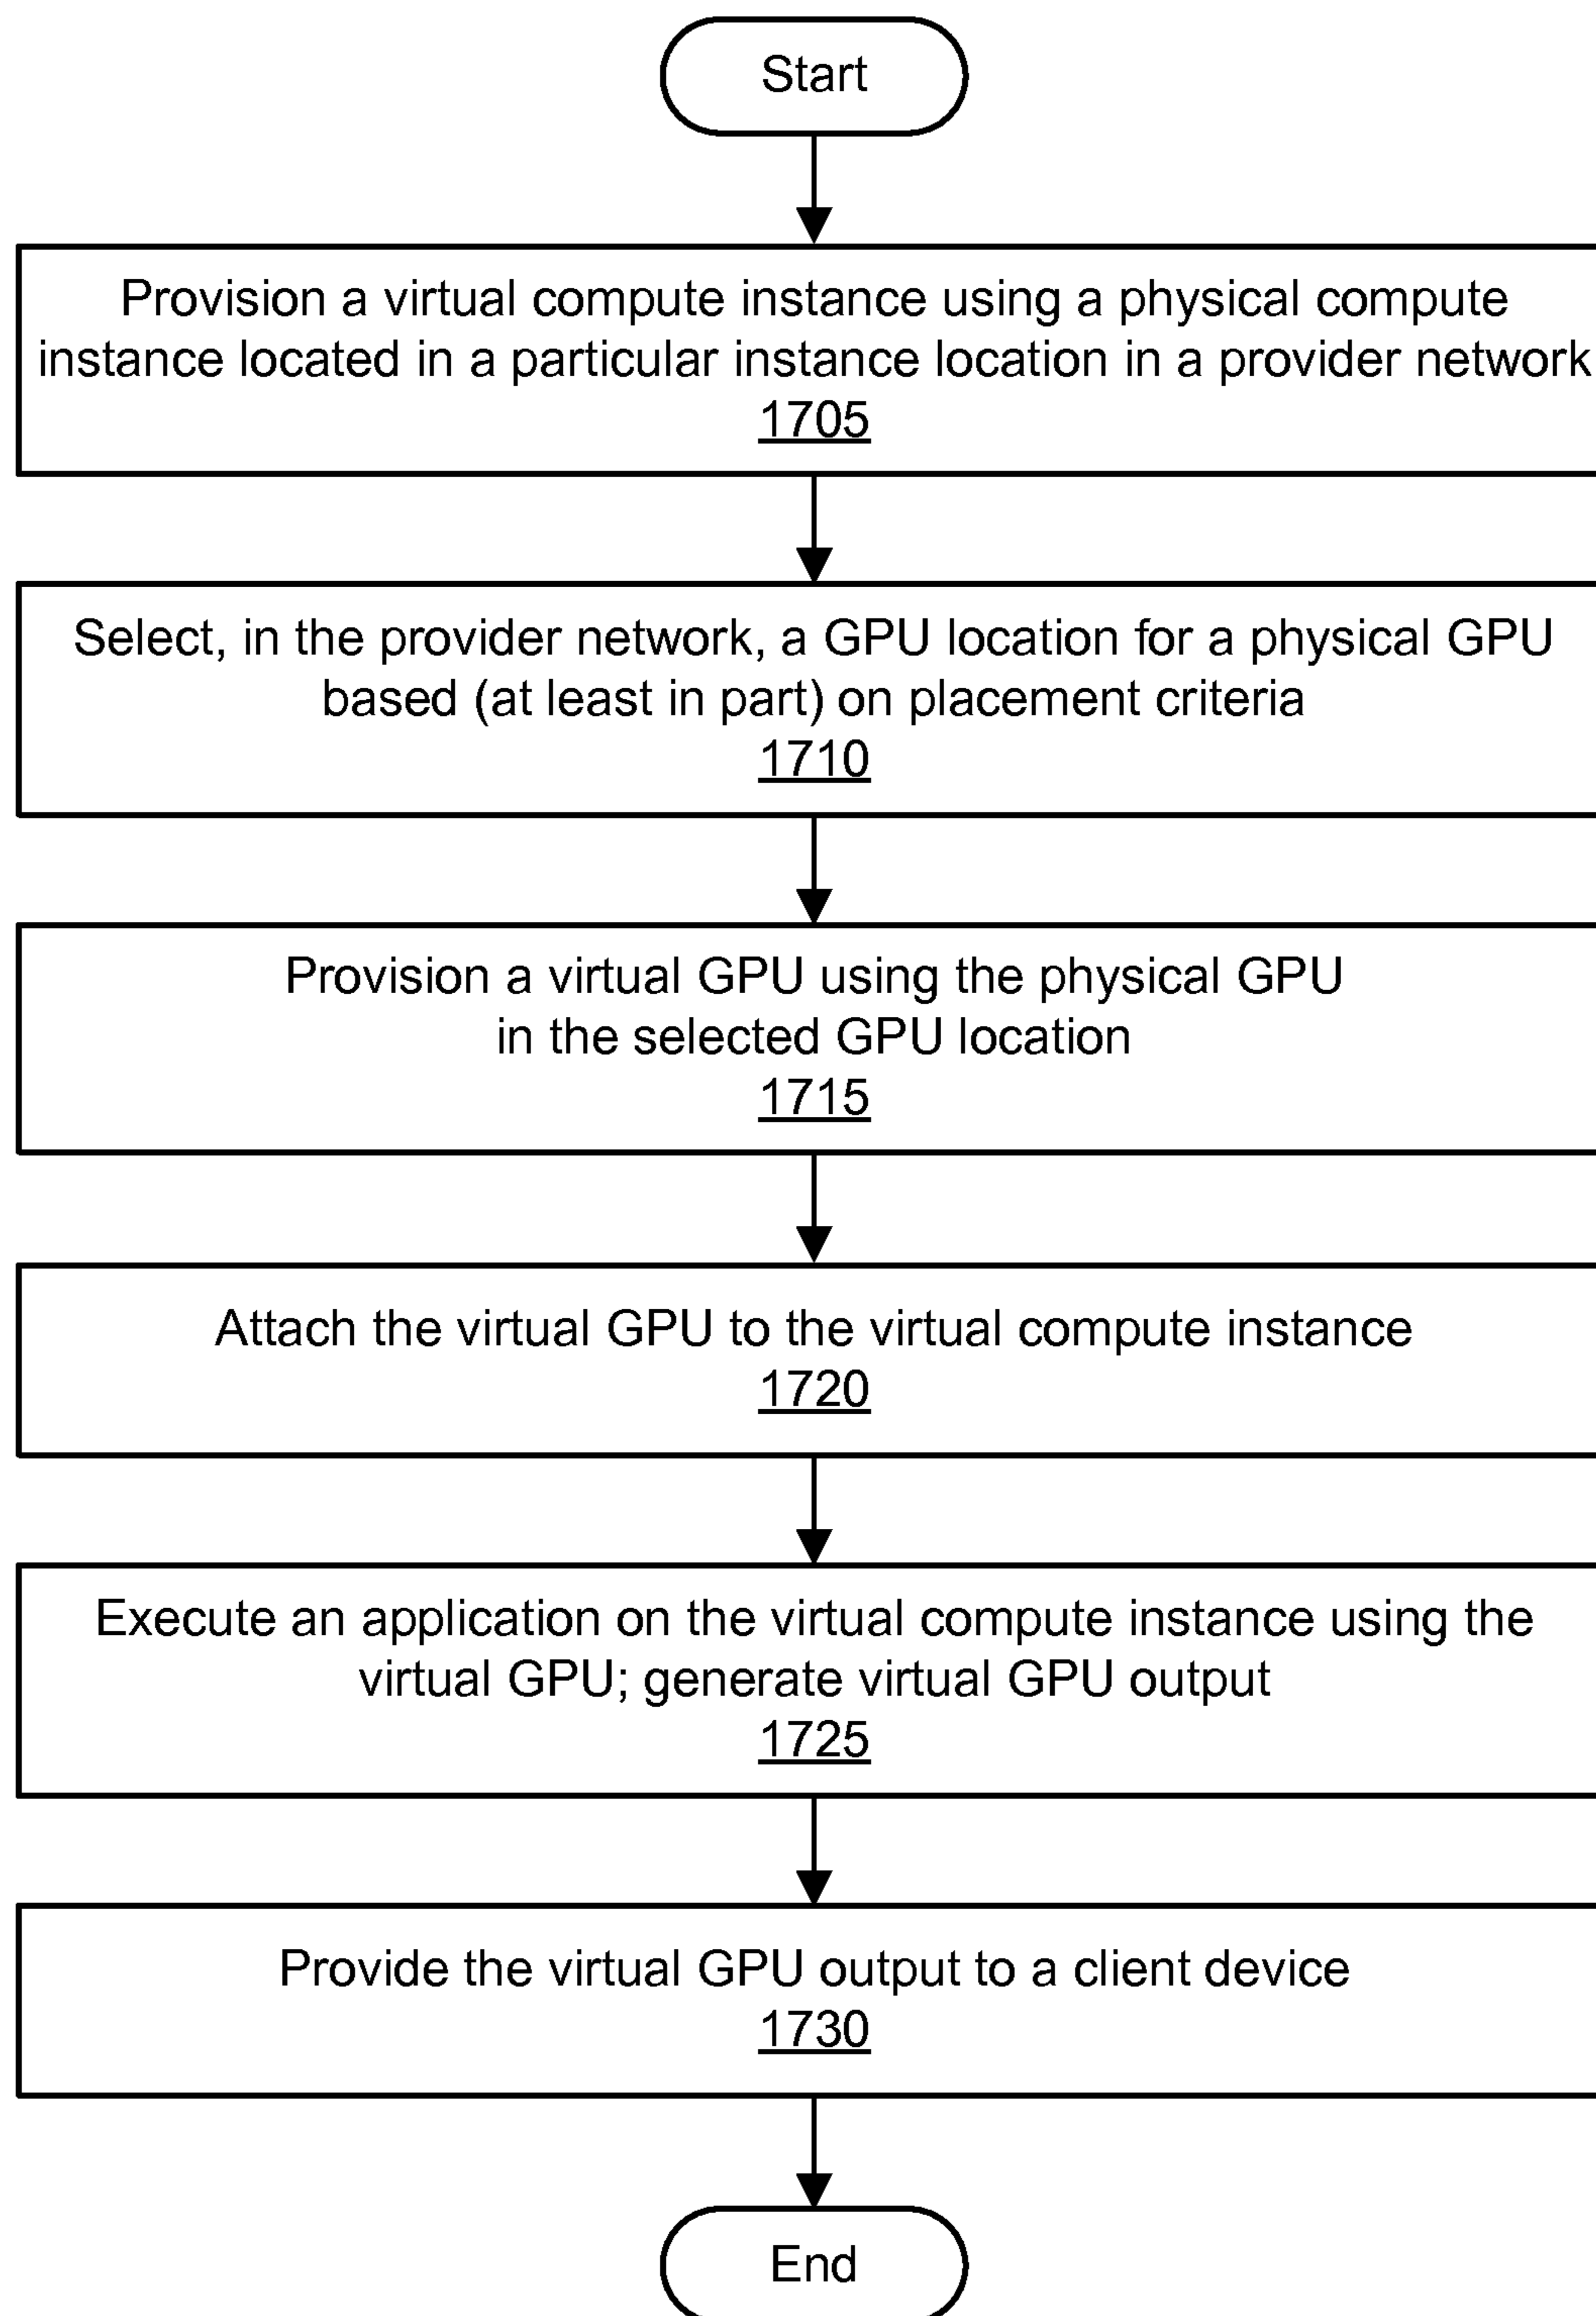 Start
Provision a virtual compute instance using a physical compute
instance located in a particular instance location in a provider network
1705
Select, in the provider network, a GPU location for a physical GPU
based (at least in part) on placement criteria
1710
Provision a virtual GPU using the physical GPU
in the selected GPU location
1715
Attach the virtual GPU to the virtual compute instance
1720
Execute an application on the virtual compute instance using the
virtual GPU; generate virtual GPU output
1725
Provide the virtual GPU output to a client device
1730
End